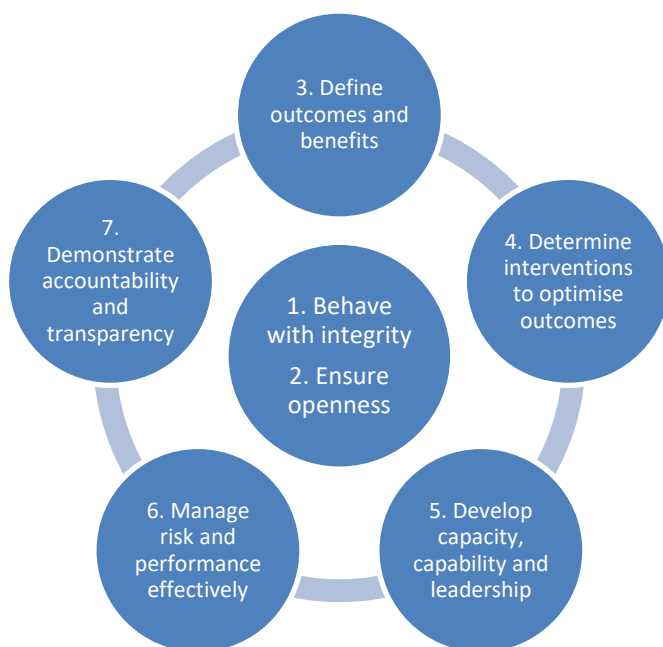 3. Define
outcomes and
benefits
7.
Demonstrate
accountability
and
transparency
4. Determine
interventions
to optimise
outcomes
1. Behave
with integrity
2. Ensure
openness
6. Manage
risk and
performance
effectively
5. Develop
capacity,
capability and
leadership